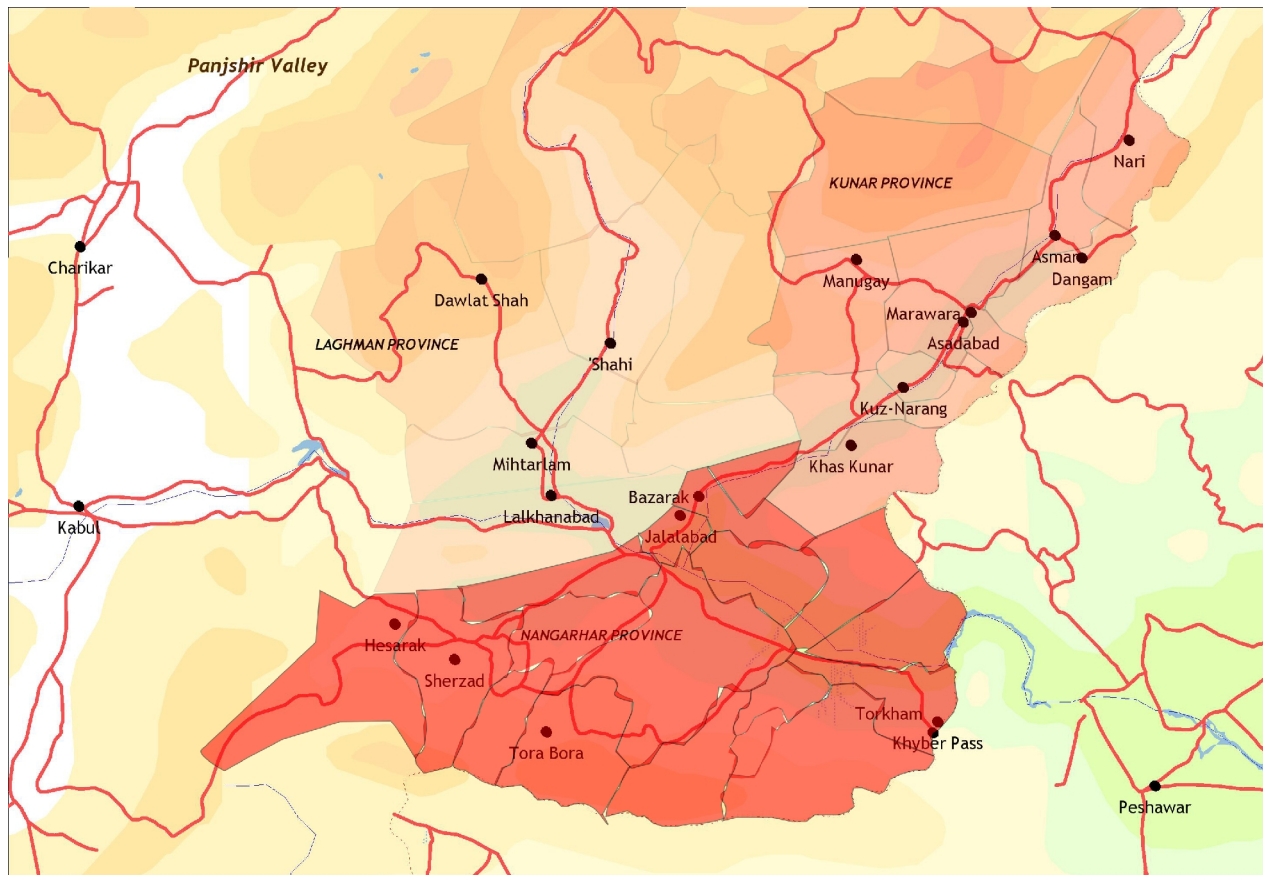 Panjshir Valley
Nari
KUNAR PROVINCE
Charikar
Asmar
Manugay
Dangam
Dawlat Shah
Marawara
LAGHMAN PROVINCE
Asadabad
'Shahi
Kuz-Narang
Mihtarlam
Khas Kunar
Bazarak
Lalkhanabad
Kabul
Jalalabad
NANGARHAR PROVINCE
Hesarak
Sherzad
Torkham
Khyber Pass
Tora Bora
Peshawar